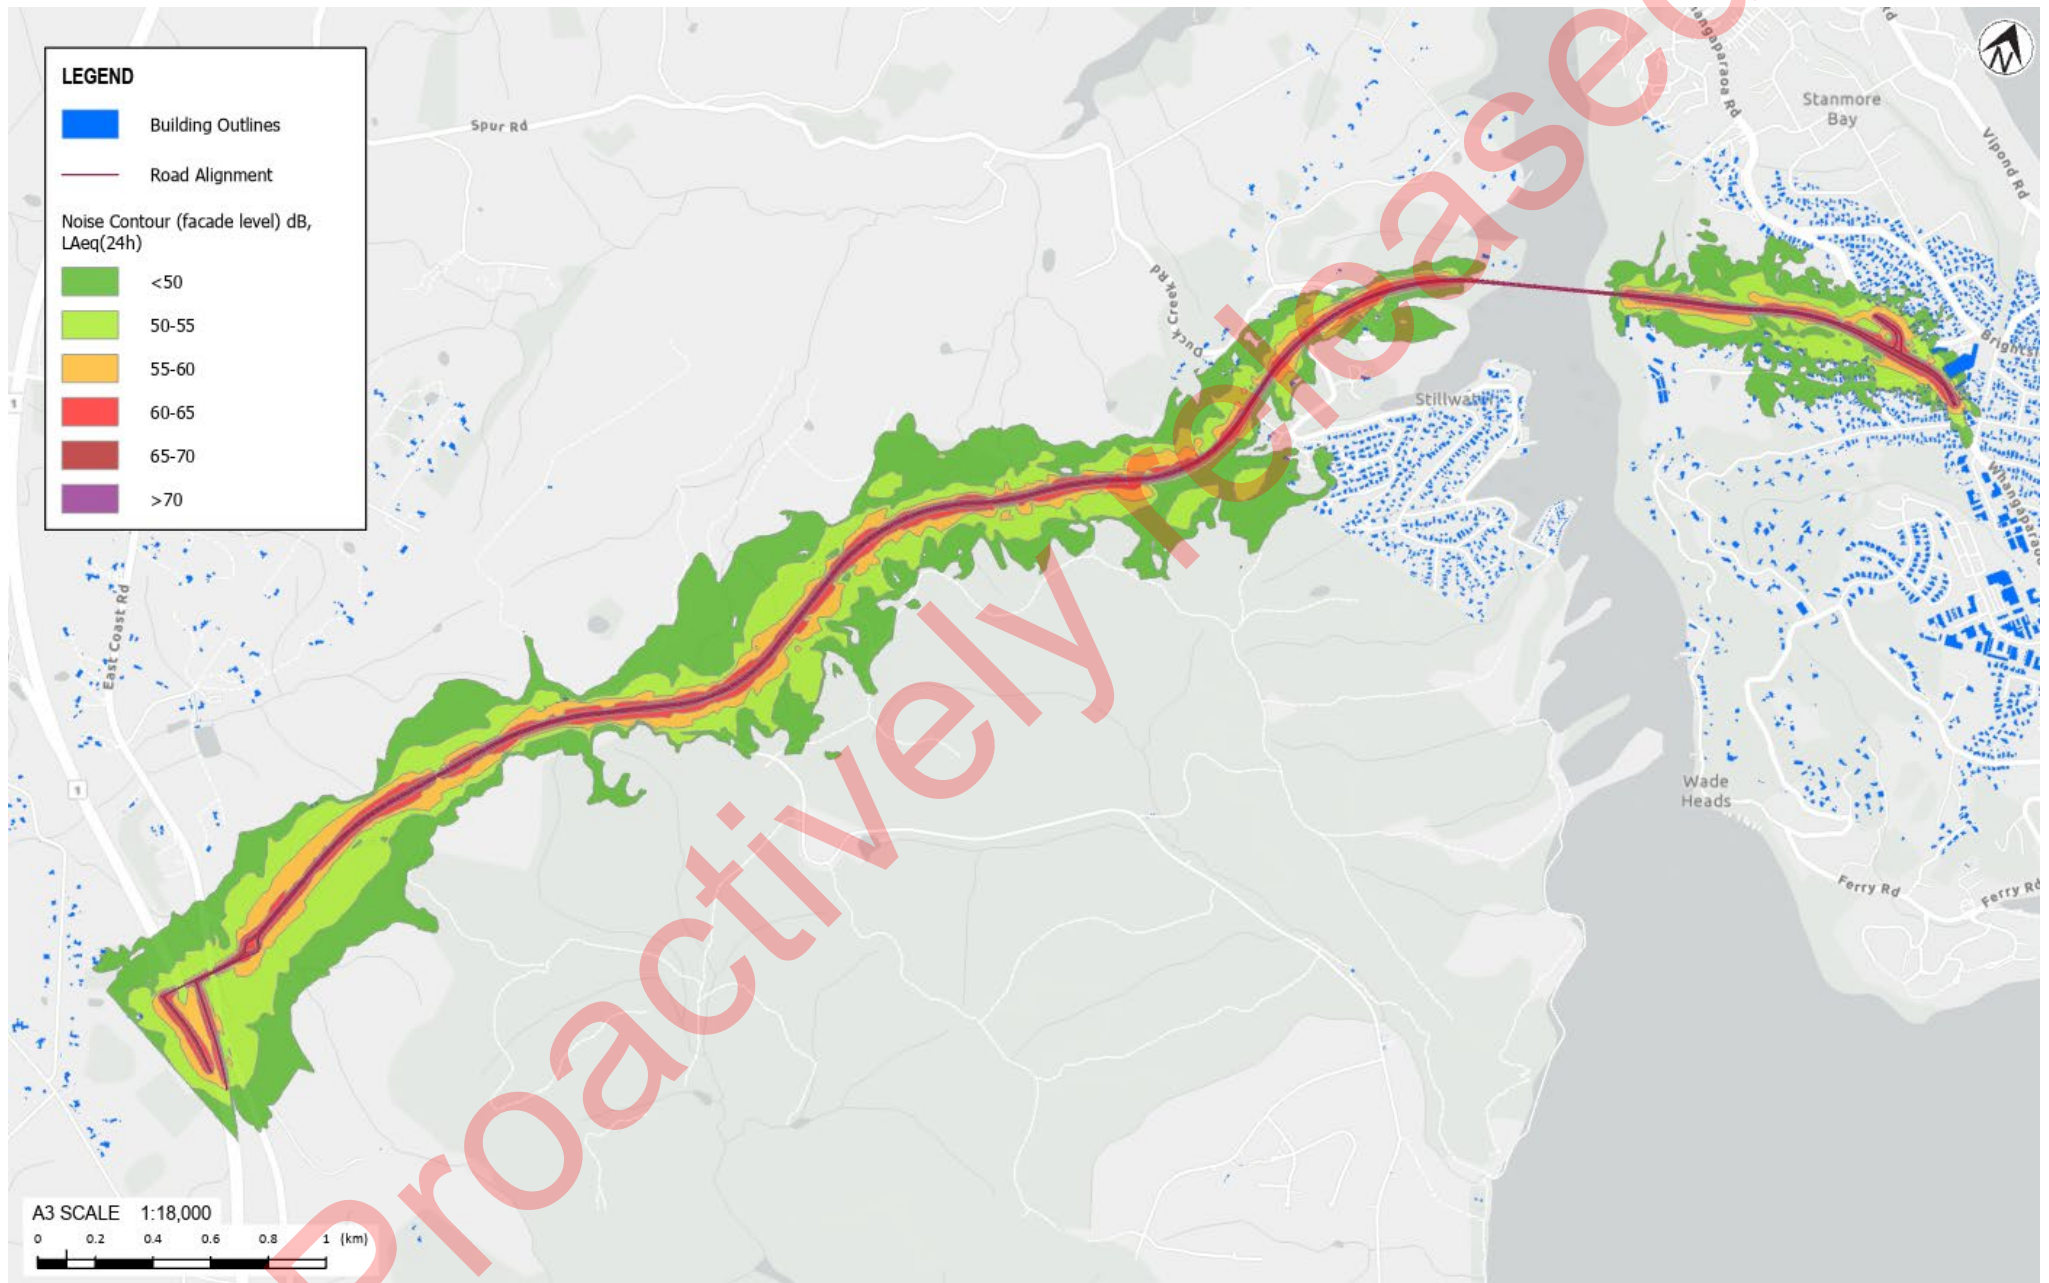 LEGEND
Building Outlines
Road Alignment
Noise Contour (facade level) dB,
LAeq(24h)
<50
50-55
55-60
60-65
65-70
>70
Spur Rd
Duck Creek Rd
East Coast Rd
1
1
Stillwater
Stanmore
Bay
Vipond Rd
Wade
Heads
Ferry Rd
Ferry Rd
N
A3 SCALE 1:18,000
0 0.2 0.4 0.6 0.8 1 (km)
Proactively released